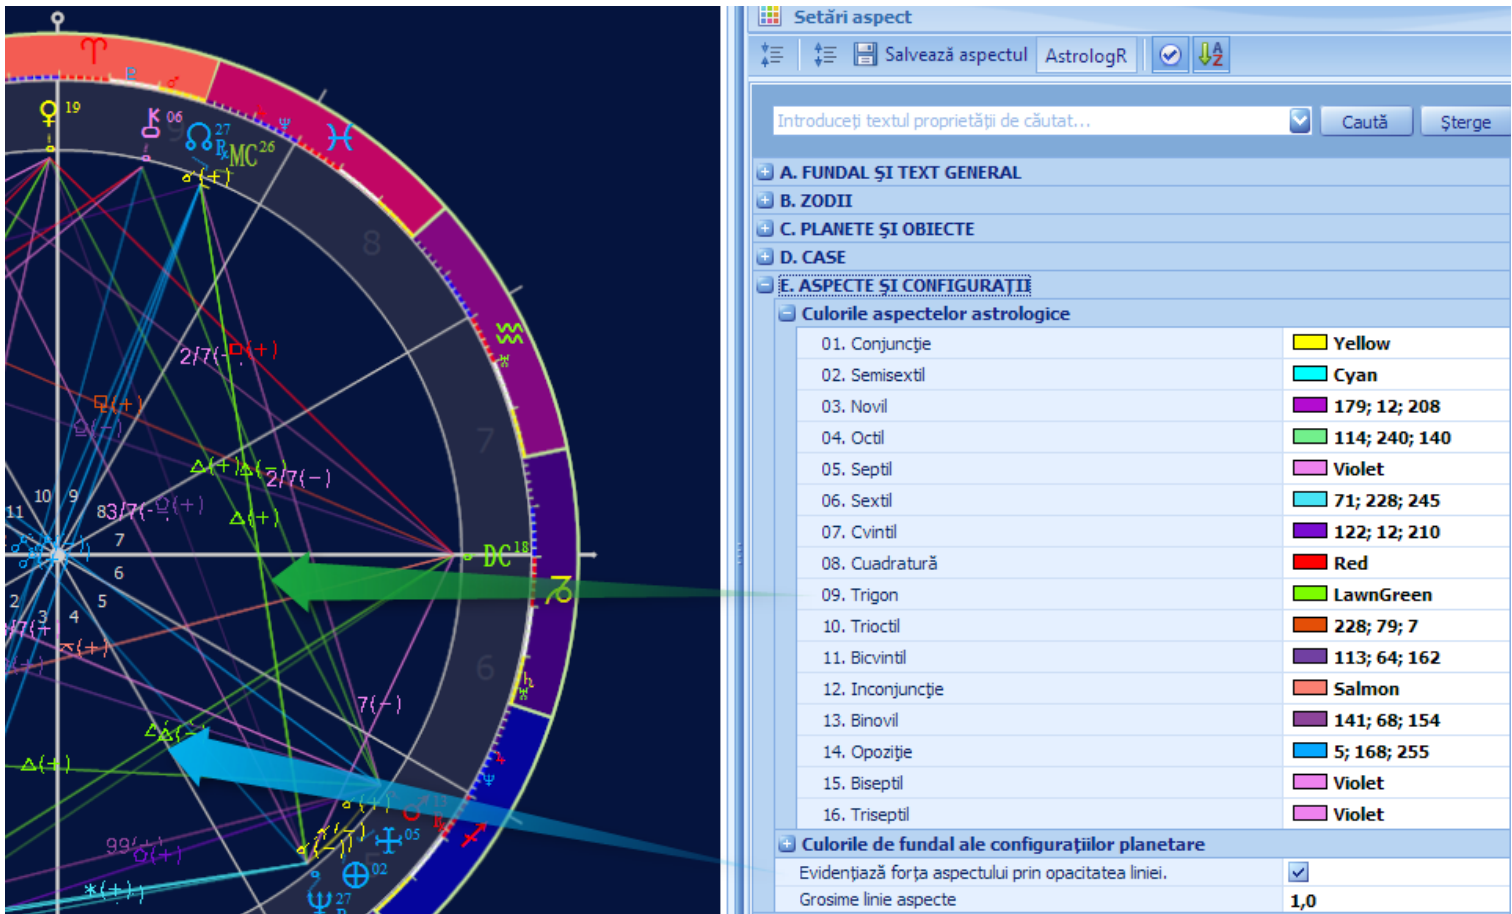 Setări aspect
Salvează aspectul AstrologR
Introduceți textul proprietății de căutat... Caută Șterge
A. FUNDAL ȘI TEXT GENERAL
B. ZODII
C. PLANETE ȘI OBIECTE
D. CASE
E. ASPECTE ȘI CONFIGURAȚII
Culorile aspectelor astrologice
01. Conjuncție Yellow
02. Semisextil Cyan
03. Novil 179; 12; 208
04. Octil 114; 240; 140
05. Septil Violet
06. Sextil 71; 228; 245
07. Cvintil 122; 12; 210
08. Cuadratură Red
09. Trigon LawnGreen
10. Trioctil 228; 79; 7
11. Bicvintil 113; 64; 162
12. Inconjuncție Salmon
13. Binovil 141; 68; 154
14. Opoziție 5; 168; 255
15. Biseptil Violet
16. Triseptil Violet
Culorile de fundal ale configurațiilor planetare
Evidențiază forța aspectului prin opacitatea liniei.
Grosime linie aspecte 1,0
19
06
27
MC 26
8
7
2/7(-
2/7(-)
3/7(-
10 9
11 8
7
DC 18
6
2 3 4 5
6
7(-)
13
05
02
27